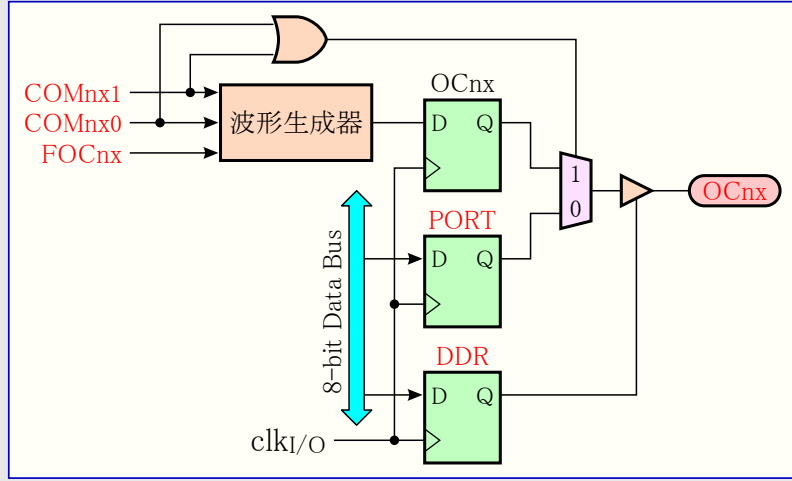 OCnx
COMnx1
COMnx0
FOCnx
波形生成器
D Q
1
0
OCnx
PORT
D Q
8-bit Data Bus
DDR
D Q
clkI/O